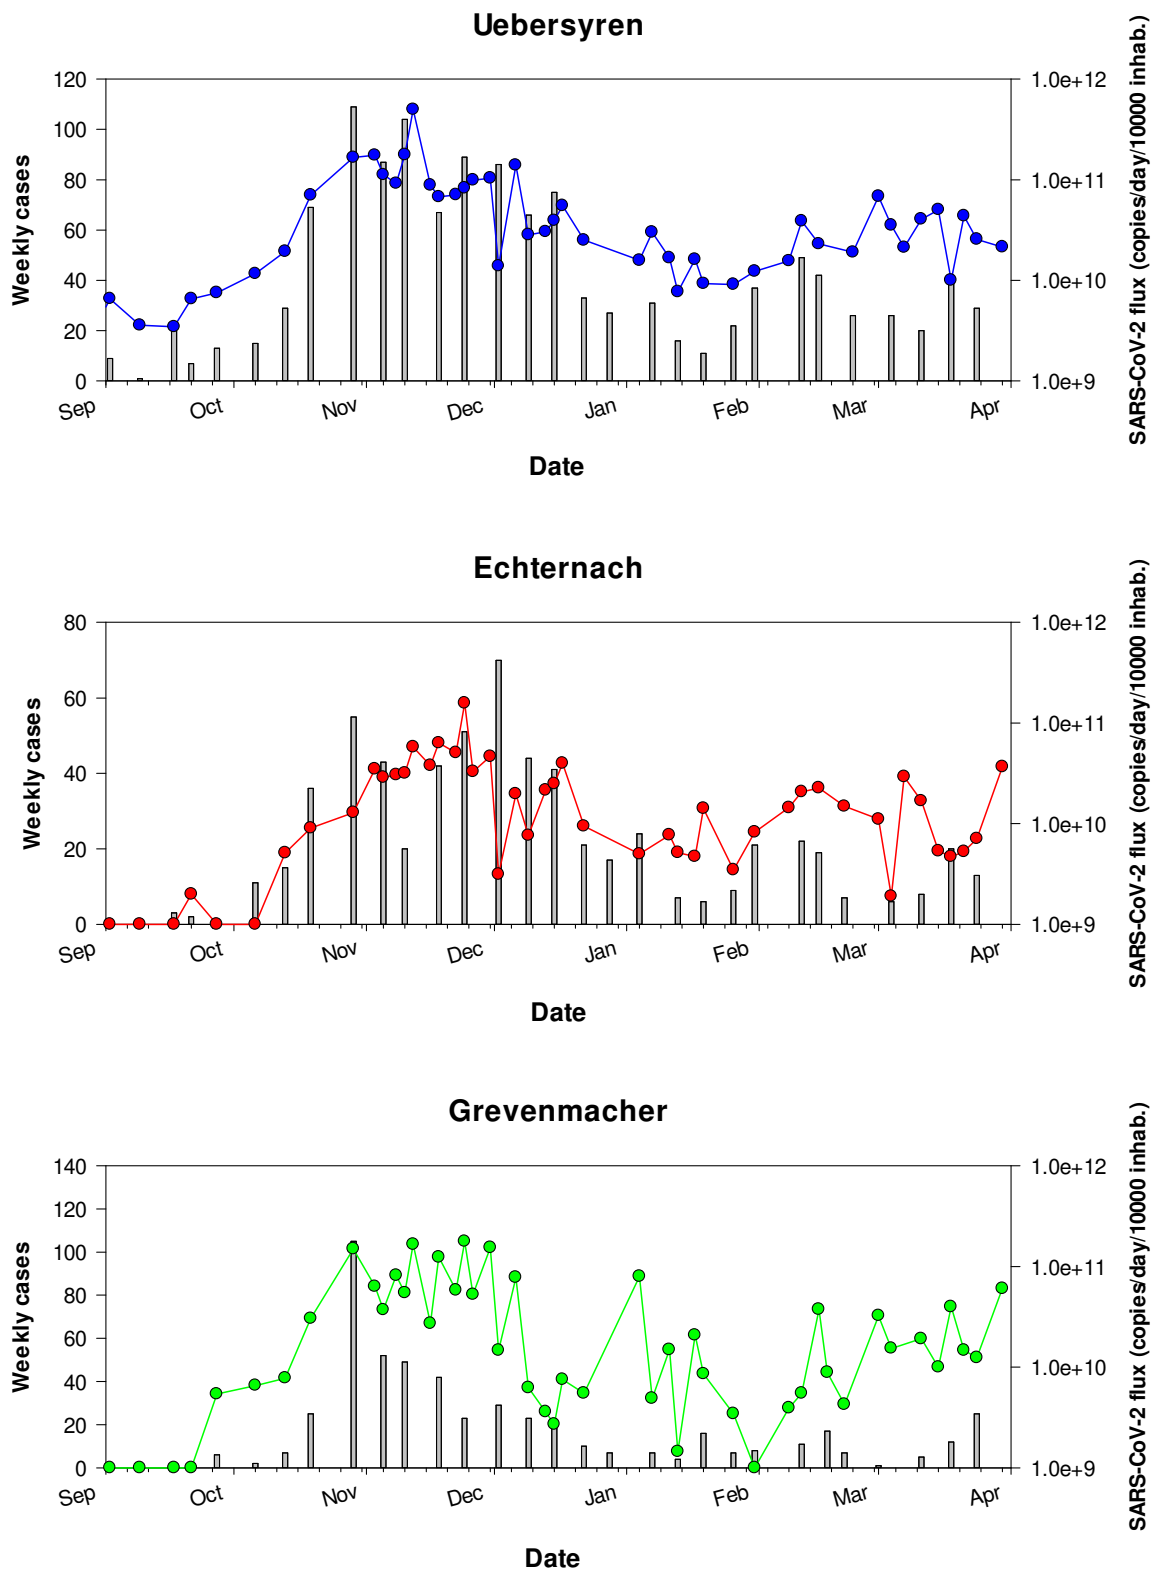 Uebersyren
Weekly cases
120
100
80
60
40
20
0
1.0e+12
1.0e+11
1.0e+10
1.0e+9
SARS-CoV-2 flux (copies/day/10000 inhab.)
Sep Oct Nov Dec Jan Feb Mar Apr
Date
Echternach
Weekly cases
80
60
40
20
0
1.0e+12
1.0e+11
1.0e+10
1.0e+9
SARS-CoV-2 flux (copies/day/10000 inhab.)
Sep Oct Nov Dec Jan Feb Mar Apr
Date
Grevenmacher
Weekly cases
140
120
100
80
60
40
20
0
1.0e+12
1.0e+11
1.0e+10
1.0e+9
SARS-CoV-2 flux (copies/day/10000 inhab.)
Sep Oct Nov Dec Jan Feb Mar Apr
Date